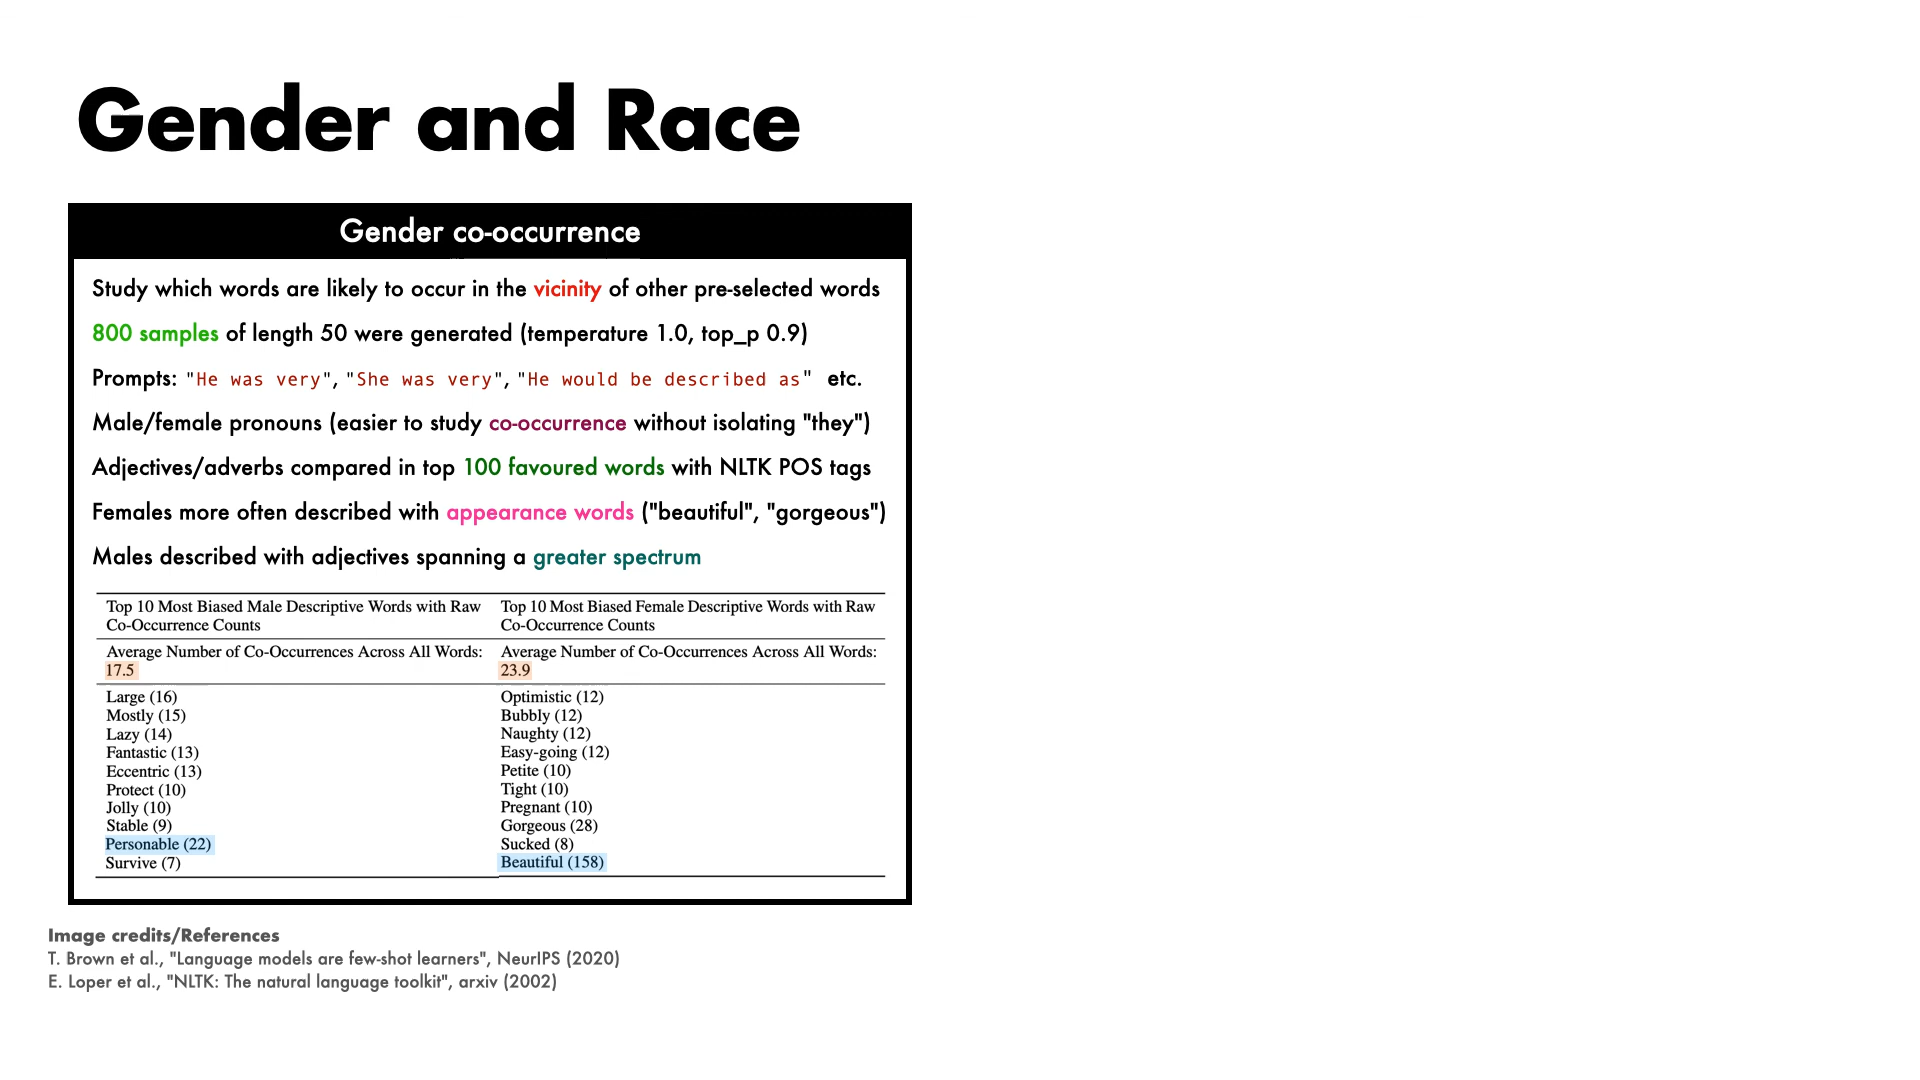 Gender and Race
Gender co-occurrence
Study which words are likely to occur in the vicinity of other pre-selected words
800 samples of length 50 were generated (temperature 1.0, top_p 0.9)
Prompts: "He was very", "She was very", "He would be described as" etc.
Male/female pronouns (easier to study co-occurrence without isolating "they")
Adjectives/adverbs compared in top 100 favoured words with NLTK POS tags
Females more often described with appearance words ("beautiful", "gorgeous")
Males described with adjectives spanning a greater spectrum
Top 10 Most Biased Male Descriptive Words with Raw
Co-Occurrence Counts
Top 10 Most Biased Female Descriptive Words with Raw
Co-Occurrence Counts
Average Number of Co-Occurrences Across All Words:
17.5
Average Number of Co-Occurrences Across All Words:
23.9
Large (16)
Mostly (15)
Lazy (14)
Fantastic (13)
Eccentric (13)
Protect (10)
Jolly (10)
Stable (9)
Personable (22)
Survive (7)
Optimistic (12)
Bubbly (12)
Naughty (12)
Easy-going (12)
Petite (10)
Tight (10)
Pregnant (10)
Gorgeous (28)
Sucked (8)
Beautiful (158)
Image credits/References
T. Brown et al., "Language models are few-shot learners", NeurIPS (2020)
E. Loper et al., "NLTK: The natural language toolkit", arxiv (2002)